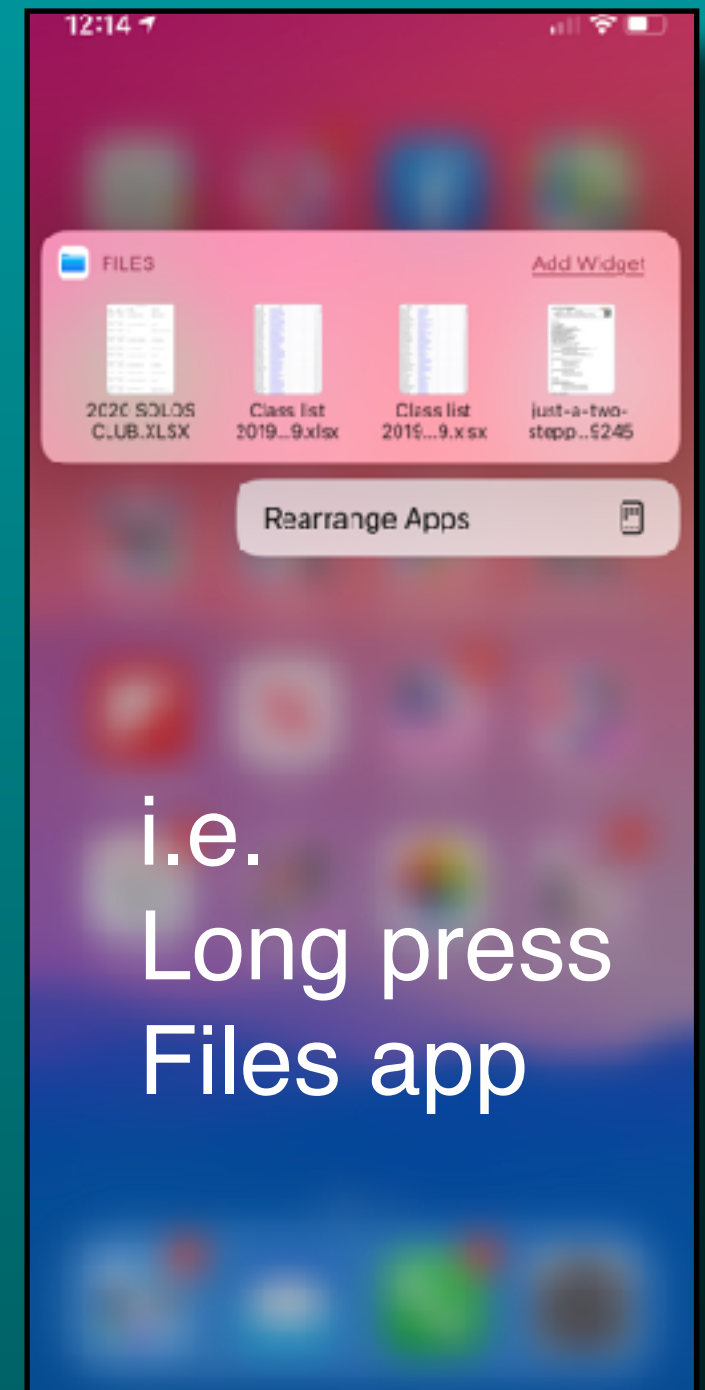 12:14
FILES Add Widget
2020 SOLOS Class list Class list just-a-two-
CLUB.XLSX 2019...9.xlsx 2019...9.xlsx stepp...9245
Rearrange Apps
i.e.
Long press
Files app